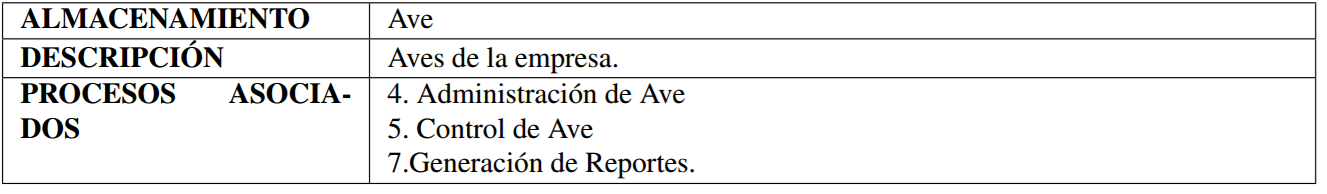 ALMACENAMIENTO Ave
DESCRIPCIÓN Aves de la empresa.
PROCESOS ASOCIA- 4. Administración de Ave
DOS 5. Control de Ave
7.Generación de Reportes.